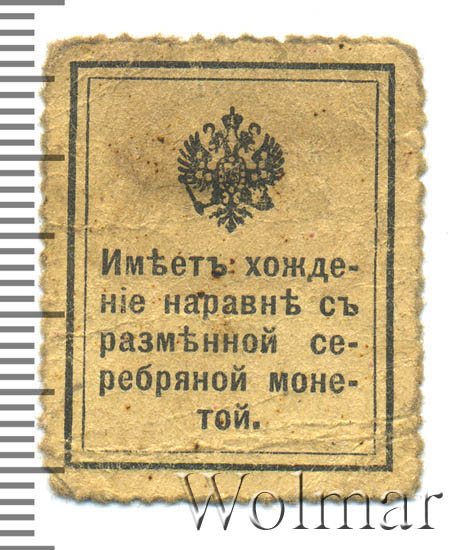 Имѣетъ хожде-
ніе наравнѣ съ
размѣнной се-
ребряной моне-
той.
Wolmar